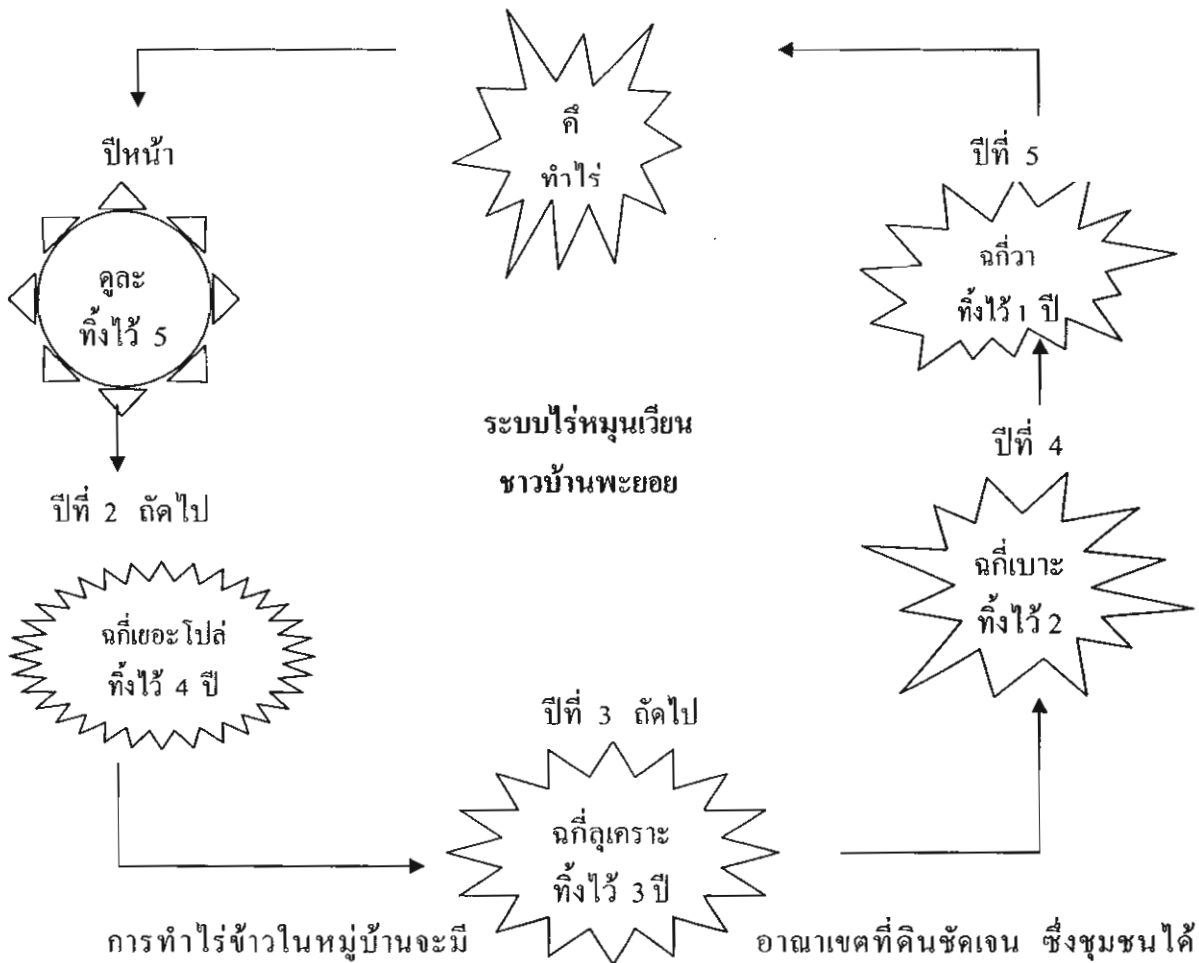 คึ
ทำไร่
ปีหน้า
ดูละ
ทิ้งไว้ 5
ปีที่ 2 ถัดไป
ฉกี่เยอะโปล่
ทิ้งไว้ 4 ปี
ปีที่ 3 ถัดไป
ฉกี่ลุเคราะ
ทิ้งไว้ 3 ปี
ปีที่ 4
ฉกี่เบาะ
ทิ้งไว้ 2
ปีที่ 5
ฉกี่วา
ทิ้งไว้ 1 ปี
ระบบไร่หมุนเวียน
ชาวบ้านพะยอย
การทำไร่ข้าวในหมู่บ้านจะมี อาณาเขตที่ดินชัดเจน ซึ่งชุมชนได้